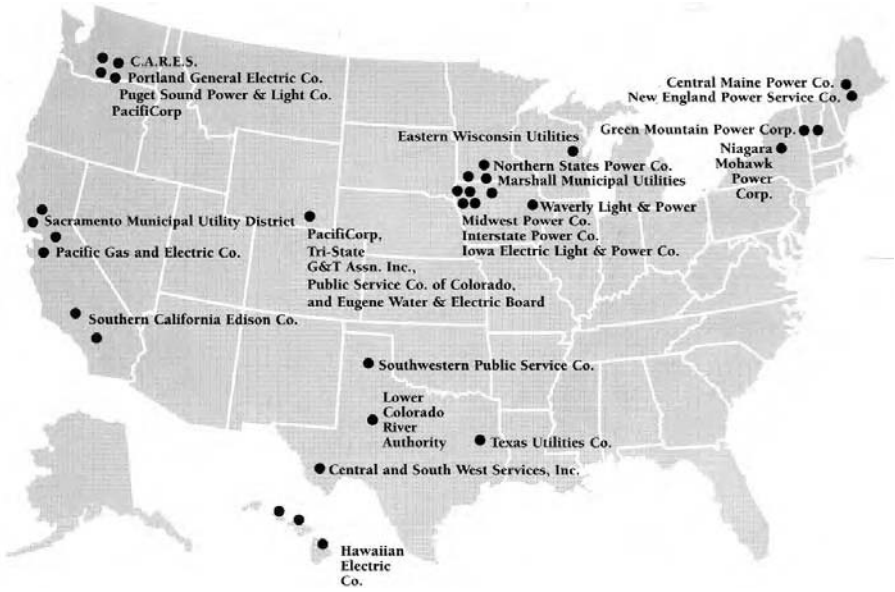 C.A.R.E.S.
Portland General Electric Co.
Puget Sound Power & Light Co.
PacifiCorp
Central Maine Power Co.
New England Power Service Co.
Eastern Wisconsin Utilities
Green Mountain Power Corp.
Niagara
Mohawk
Power
Corp.
Northern States Power Co.
Marshall Municipal Utilities
Waverly Light & Power
Midwest Power Co.
Interstate Power Co.
Iowa Electric Light & Power Co.
Sacramento Municipal Utility District
PacifiCorp,
Tri-State
G&T Assn. Inc.,
Public Service Co. of Colorado,
and Eugene Water & Electric Board
Pacific Gas and Electric Co.
Southern California Edison Co.
Southwestern Public Service Co.
Lower
Colorado
River
Authority
Texas Utilities Co.
Central and South West Services, Inc.
Hawaiian
Electric
Co.